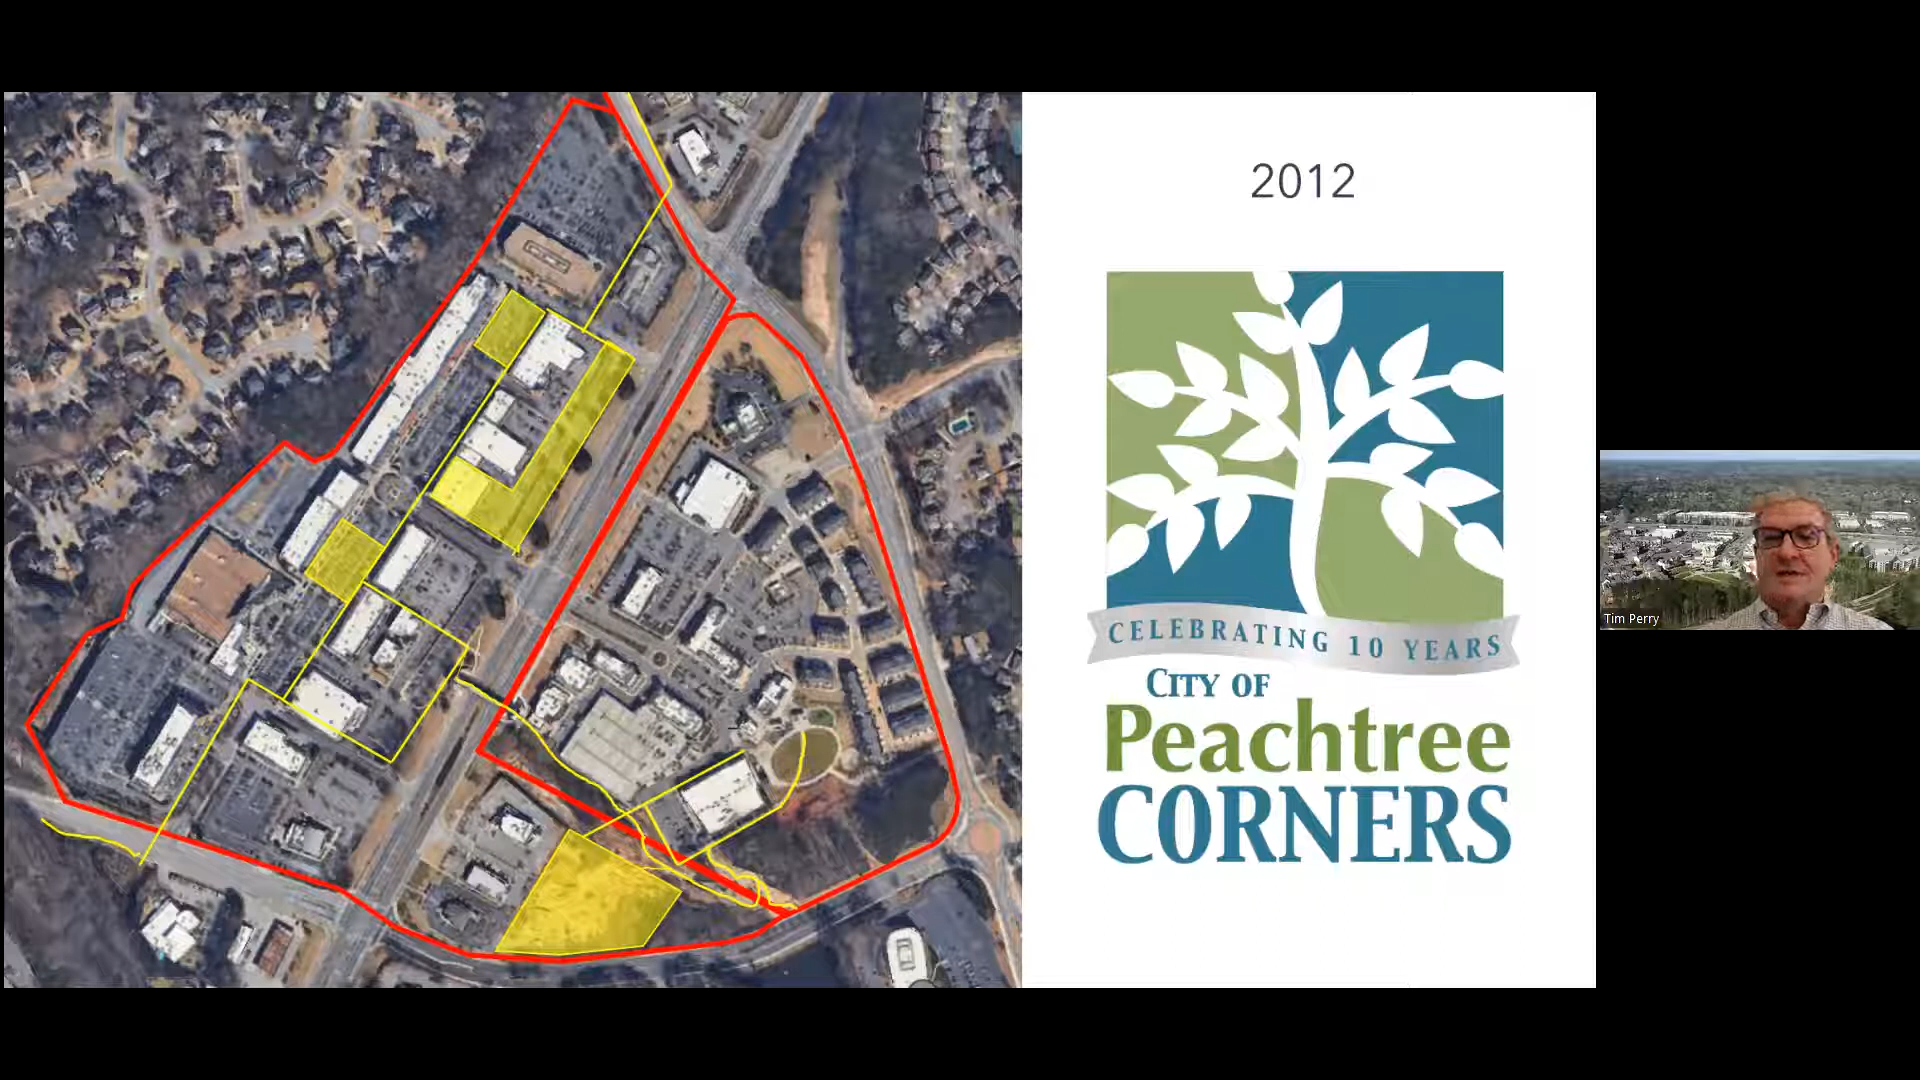 2012
CELEBRATING 10 YEARS
CITY OF
Peachtree
CORNERS
Tim Perry